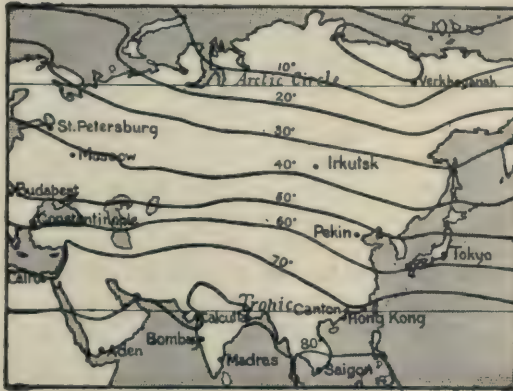 0
10°
Arctic Circle
Verkhoyansk
20°
St. Petersburg
30°
Moscow
40°
Irkutsk
Budapest
50°
Constantinople
60°
Pekin
Tokyo
70°
Cairo
Tropic
Canton
Calcutta
Hong Kong
Bombay
Aden
Madras
80°
Saigon